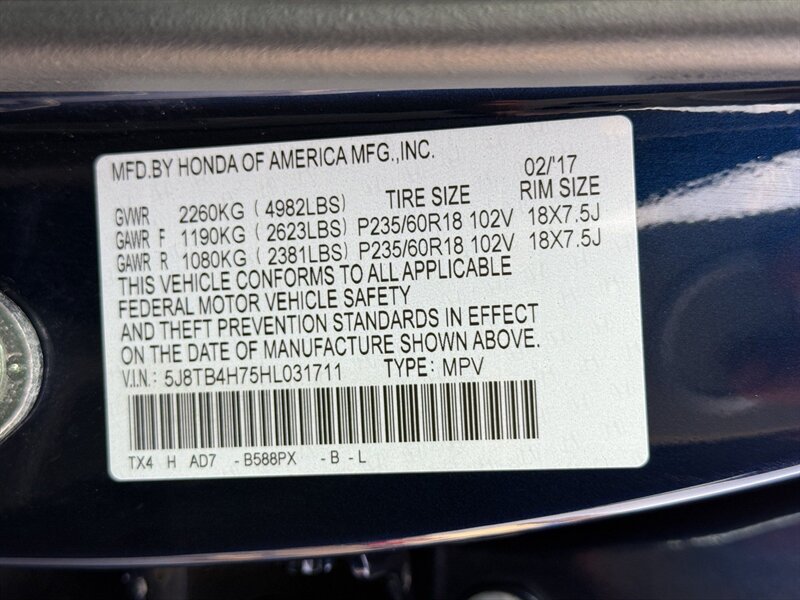 MFD.BY HONDA OF AMERICA MFG.,INC. 02/'17
TIRE SIZE RIM SIZE
GVWR 2260KG ( 4982LBS)
GAWR F 1190KG ( 2623LBS) P235/60R18 102V 18X7.5J
GAWR R 1080KG ( 2381LBS) P235/60R18 102V 18X7.5J
THIS VEHICLE CONFORMS TO ALL APPLICABLE
FEDERAL MOTOR VEHICLE SAFETY
AND THEFT PREVENTION STANDARDS IN EFFECT
ON THE DATE OF MANUFACTURE SHOWN ABOVE.
V.I.N.: 5J8TB4H75HL031711 TYPE: MPV
TX4 H AD7 -B588PX -B -L